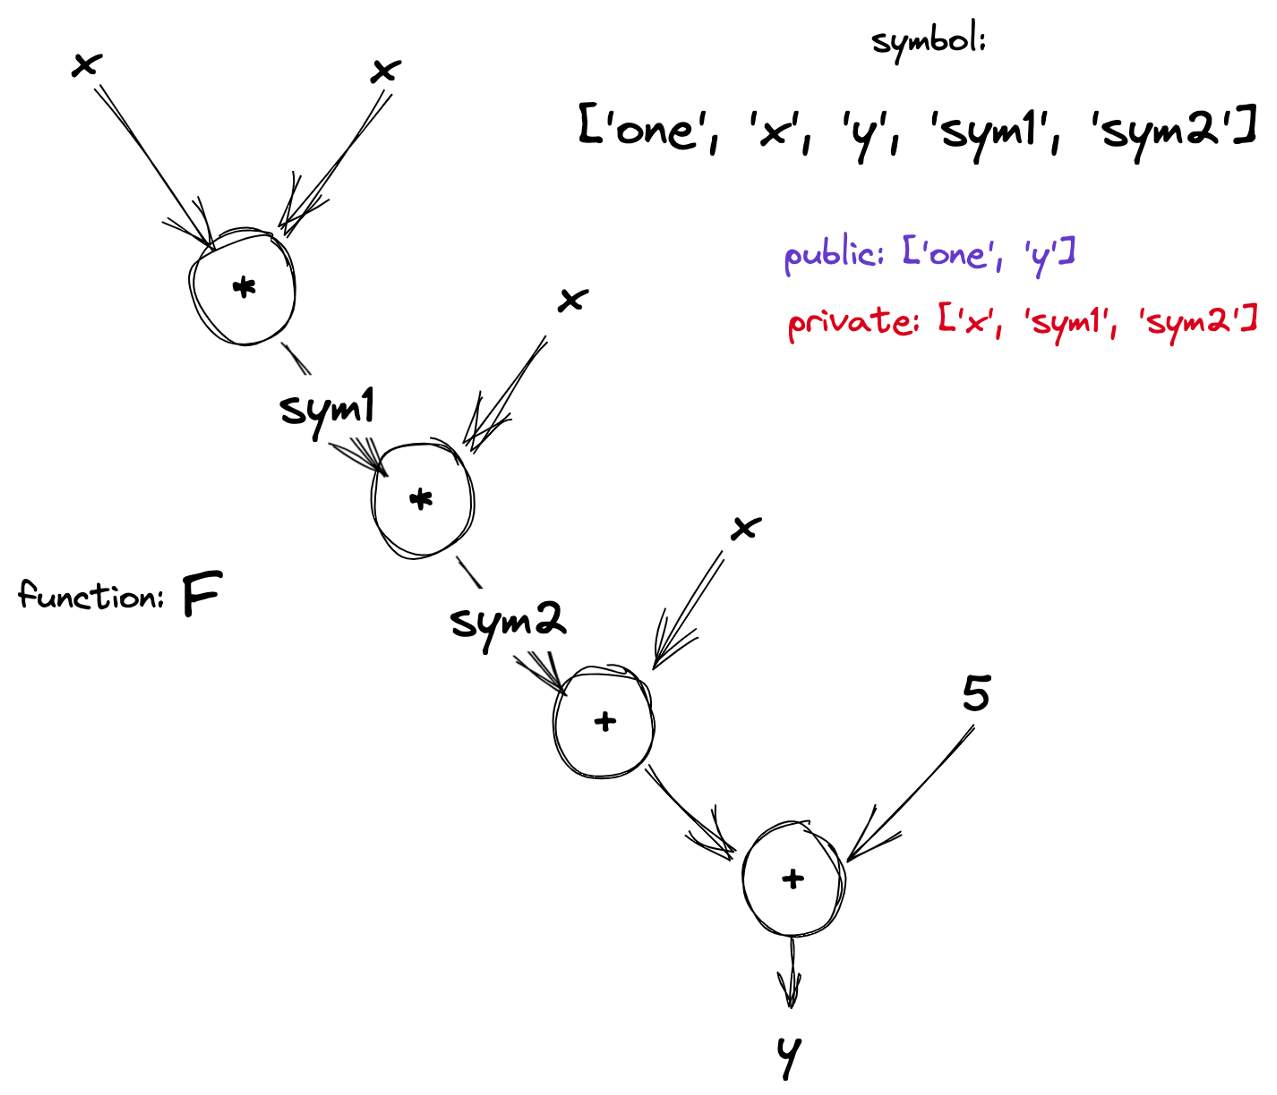 symbol:
x
x
['one', 'x', 'y', 'sym1', 'sym2']
public: ['one', 'y']
*
x
private: ['x', 'sym1', 'sym2']
sym1
*
x
function: F
sym2
5
+
+
y